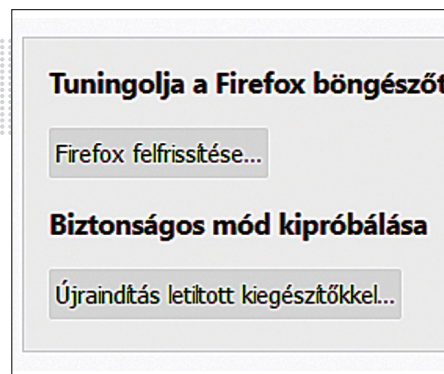 Tuningolja a Firefox böngészőt
Firefox felfrissítése...
Biztonságos mód kipróbálása
Újraindítás letiltott kiegészítőkkel...